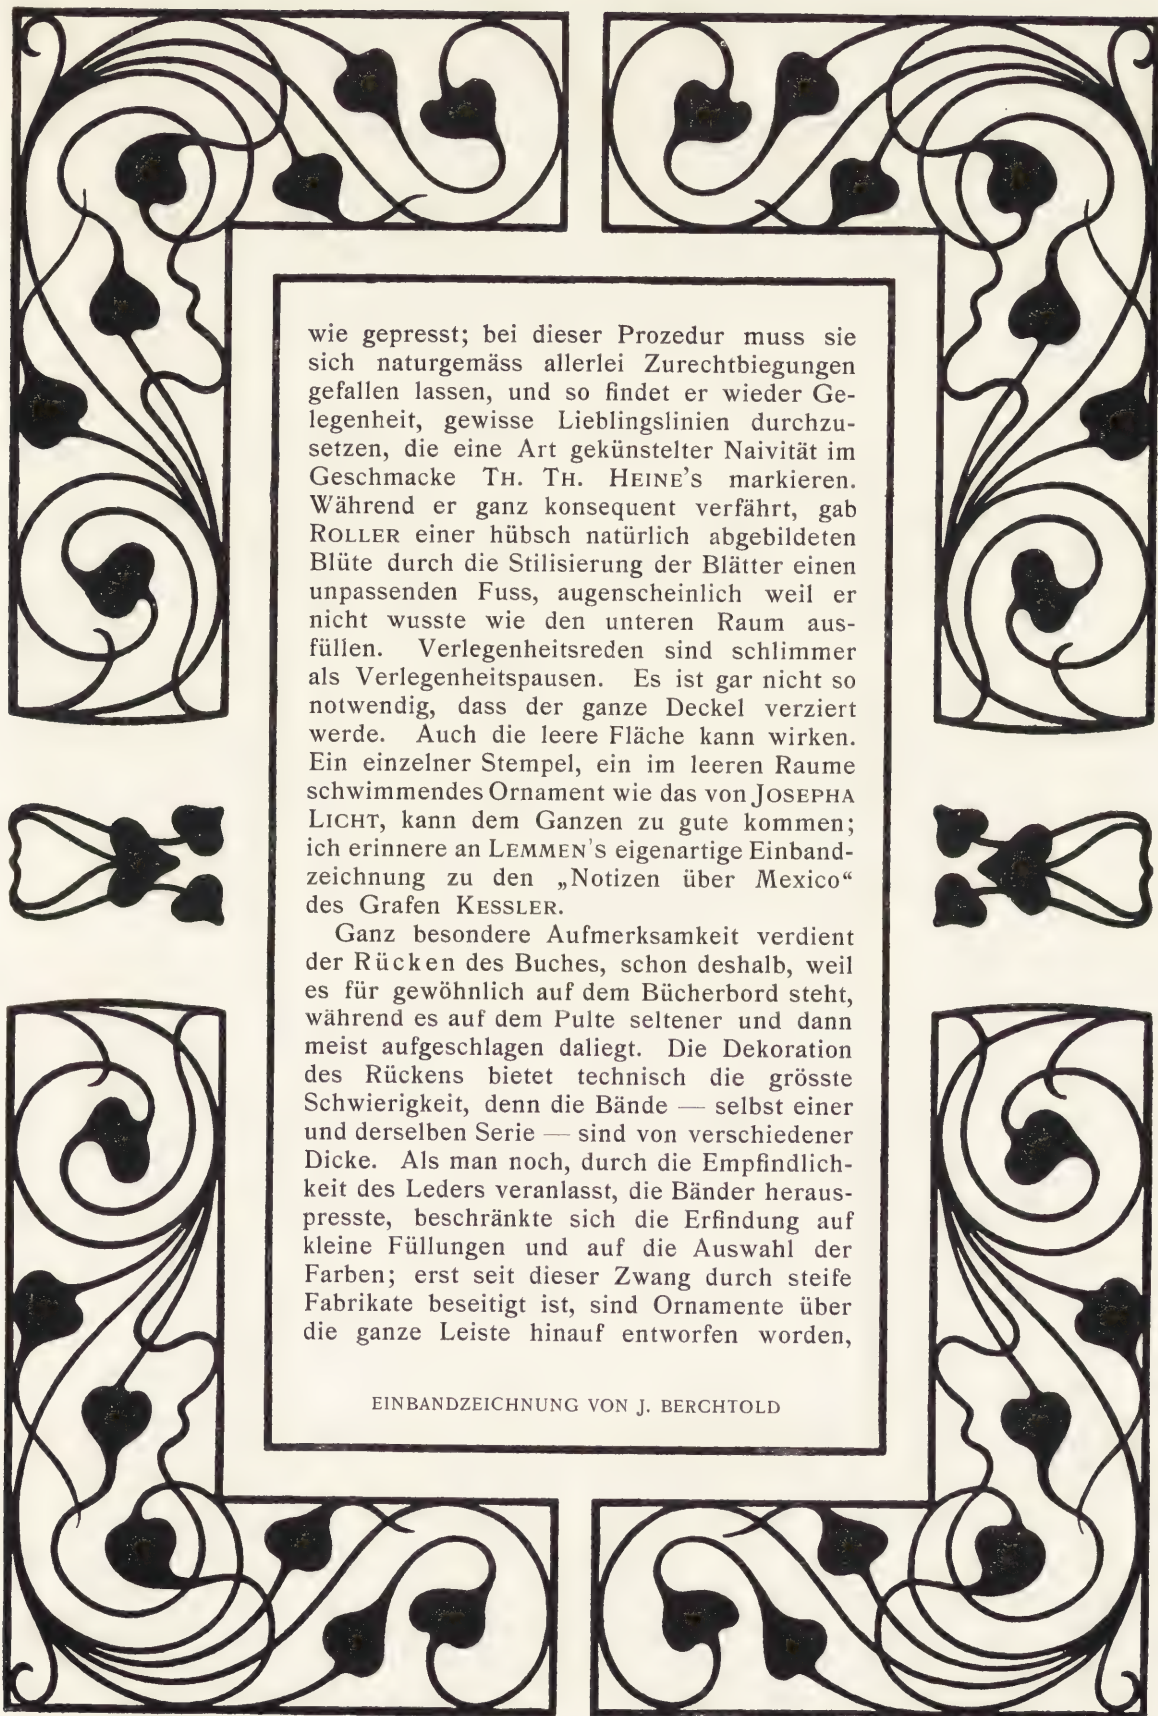 wie gepresst; bei dieser Prozedur muss sie
sich naturgemäss allerlei Zurechtbiegungen
gefallen lassen, und so findet er wieder Ge-
legenheit, gewisse Lieblingslinien durchzu-
setzen, die eine Art gekünstelter Naivität im
Geschmacke TH. TH. HEINE'S markieren.
Während er ganz konsequent verfährt, gab
ROLLER einer hübsch natürlich abgebildeten
Blüte durch die Stilisierung der Blätter einen
unpassenden Fuss, augenscheinlich weil er
nicht wusste wie den unteren Raum aus-
füllen. Verlegenheitsreden sind schlimmer
als Verlegenheitspausen. Es ist gar nicht so
notwendig, dass der ganze Deckel verziert
werde. Auch die leere Fläche kann wirken.
Ein einzelner Stempel, ein im leeren Raume
schwimmendes Ornament wie das von JOSEPHA
LICHT, kann dem Ganzen zu gute kommen;
ich erinnere an LEMMEN'S eigenartige Einband-
zeichnung zu den „Notizen über Mexico“
des Grafen KESSLER.
Ganz besondere Aufmerksamkeit verdient
der Rücken des Buches, schon deshalb, weil
es für gewöhnlich auf dem Bücherbord steht,
während es auf dem Pulte seltener und dann
meist aufgeschlagen daliegt. Die Dekoration
des Rückens bietet technisch die grösste
Schwierigkeit, denn die Bände — selbst einer
und derselben Serie — sind von verschiedener
Dicke. Als man noch, durch die Empfindlich-
keit des Leders veranlasst, die Bänder heraus-
presste, beschränkte sich die Erfindung auf
kleine Füllungen und auf die Auswahl der
Farben; erst seit dieser Zwang durch steife
Fabrikate beseitigt ist, sind Ornamente über
die ganze Leiste hinauf entworfen worden,
EINBANDZEICHNUNG VON J. BERCHTOLD